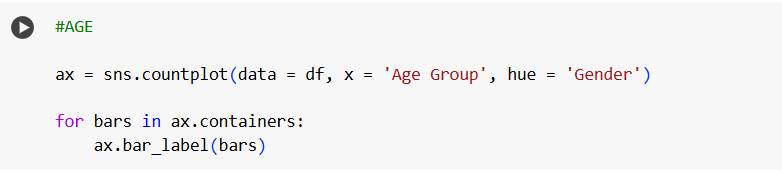 #AGE
ax = sns.countplot(data = df, x = 'Age Group', hue = 'Gender')
for bars in ax.containers:
    ax.bar_label(bars)